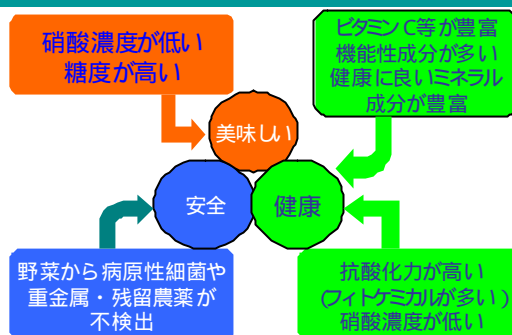 硝酸濃度が低い
糖度が高い
ビタミンC等が豊富
機能性成分が多い
健康に良いミネラル
成分が豊富
美味しい
安全
健康
野菜から病原性細菌や
重金属・残留農薬が
不検出
抗酸化力が高い
(フィトケミカルが多い)
硝酸濃度が低い